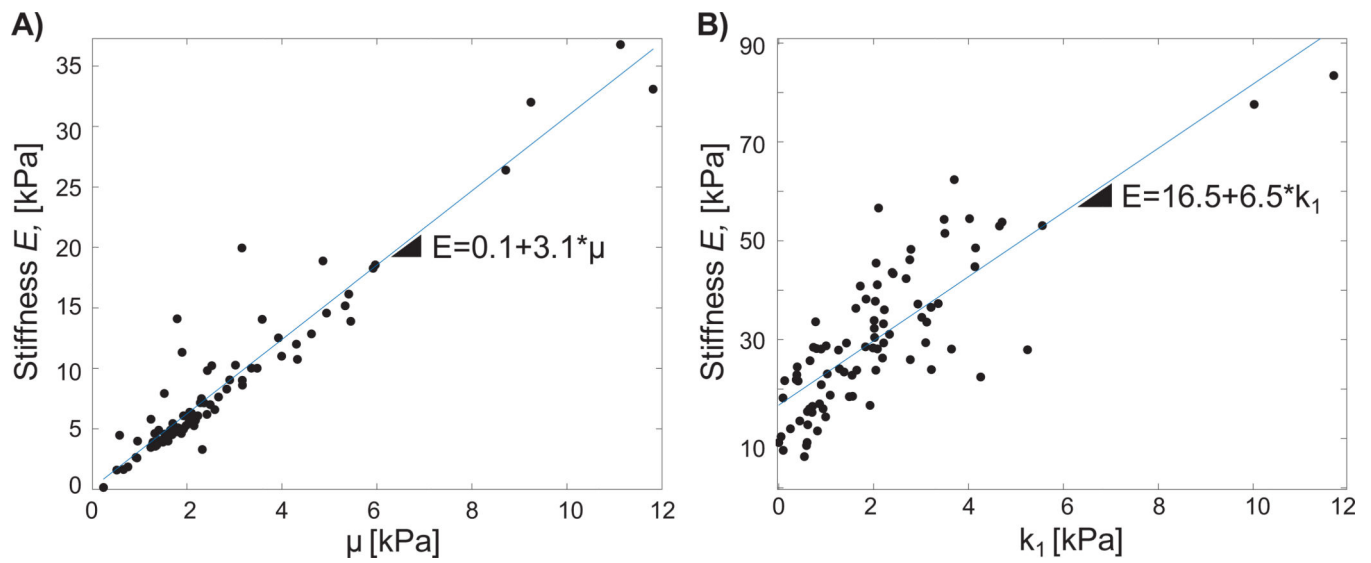 A)
Stiffness E, [kPa]
35
30
25
20
15
10
5
0
0 2 4 6 8 10 12
µ [kPa]
E=0.1+3.1*µ
B)
Stiffness E, [kPa]
90
70
50
30
10
0 2 4 6 8 10 12
k₁ [kPa]
E=16.5+6.5*k₁